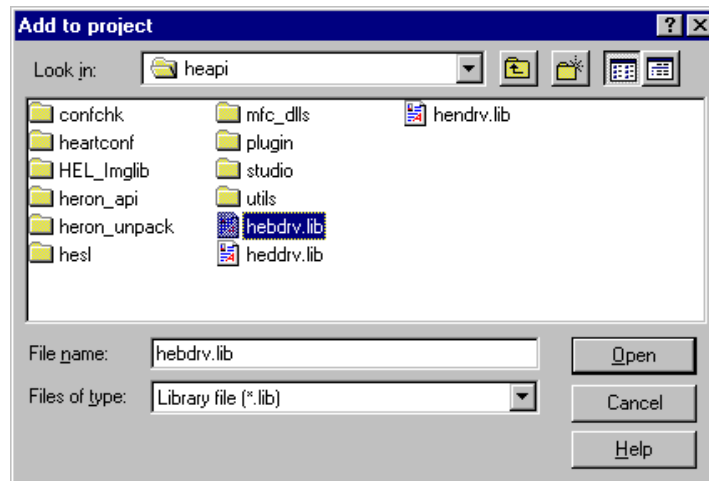 Add to project
Look in: heapi
confchk mfc_dlls hendrv.lib
heartconf plugin
HEL_Imglib studio
heron_api utils
heron_unpack hebdrv.lib
hesl heddrv.lib
File name: hebdrv.lib Open
Files of type: Library file (*.lib) Cancel
Help